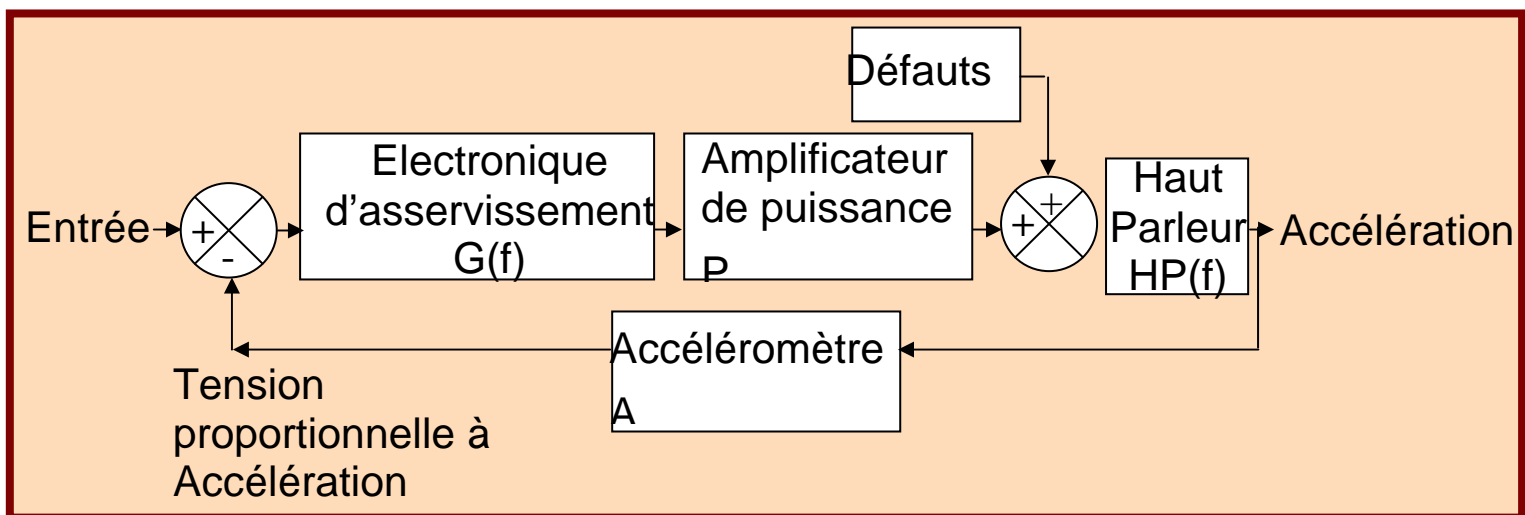 Défauts
Entrée
+
-
Electronique
d’asservissement
G(f)
Amplificateur
de puissance
P
+
+
Haut
Parleur
HP(f)
Accélération
Accéléromètre
A
Tension
proportionnelle à
Accélération